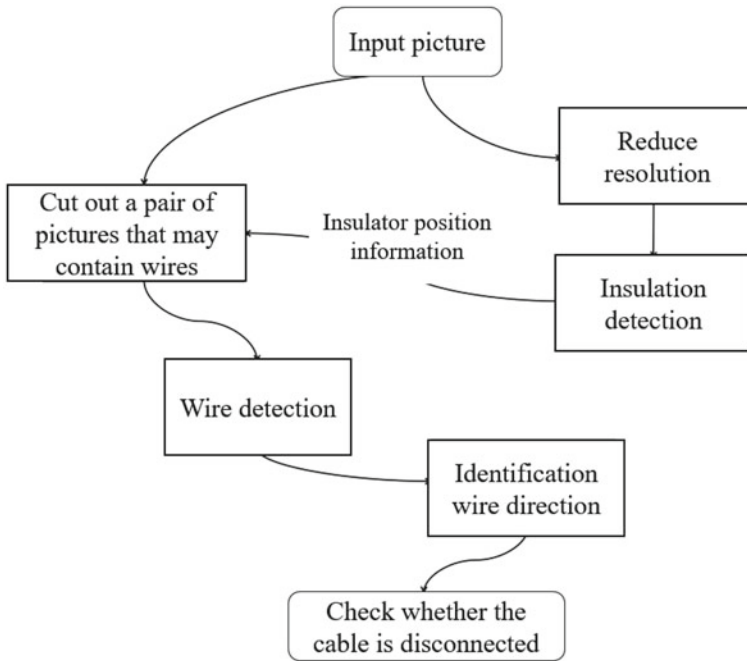 Input picture
Reduce
resolution
Cut out a pair of
pictures that may
contain wires
Insulator position
information
Insulation
detection
Wire detection
Identification
wire direction
Check whether the
cable is disconnected